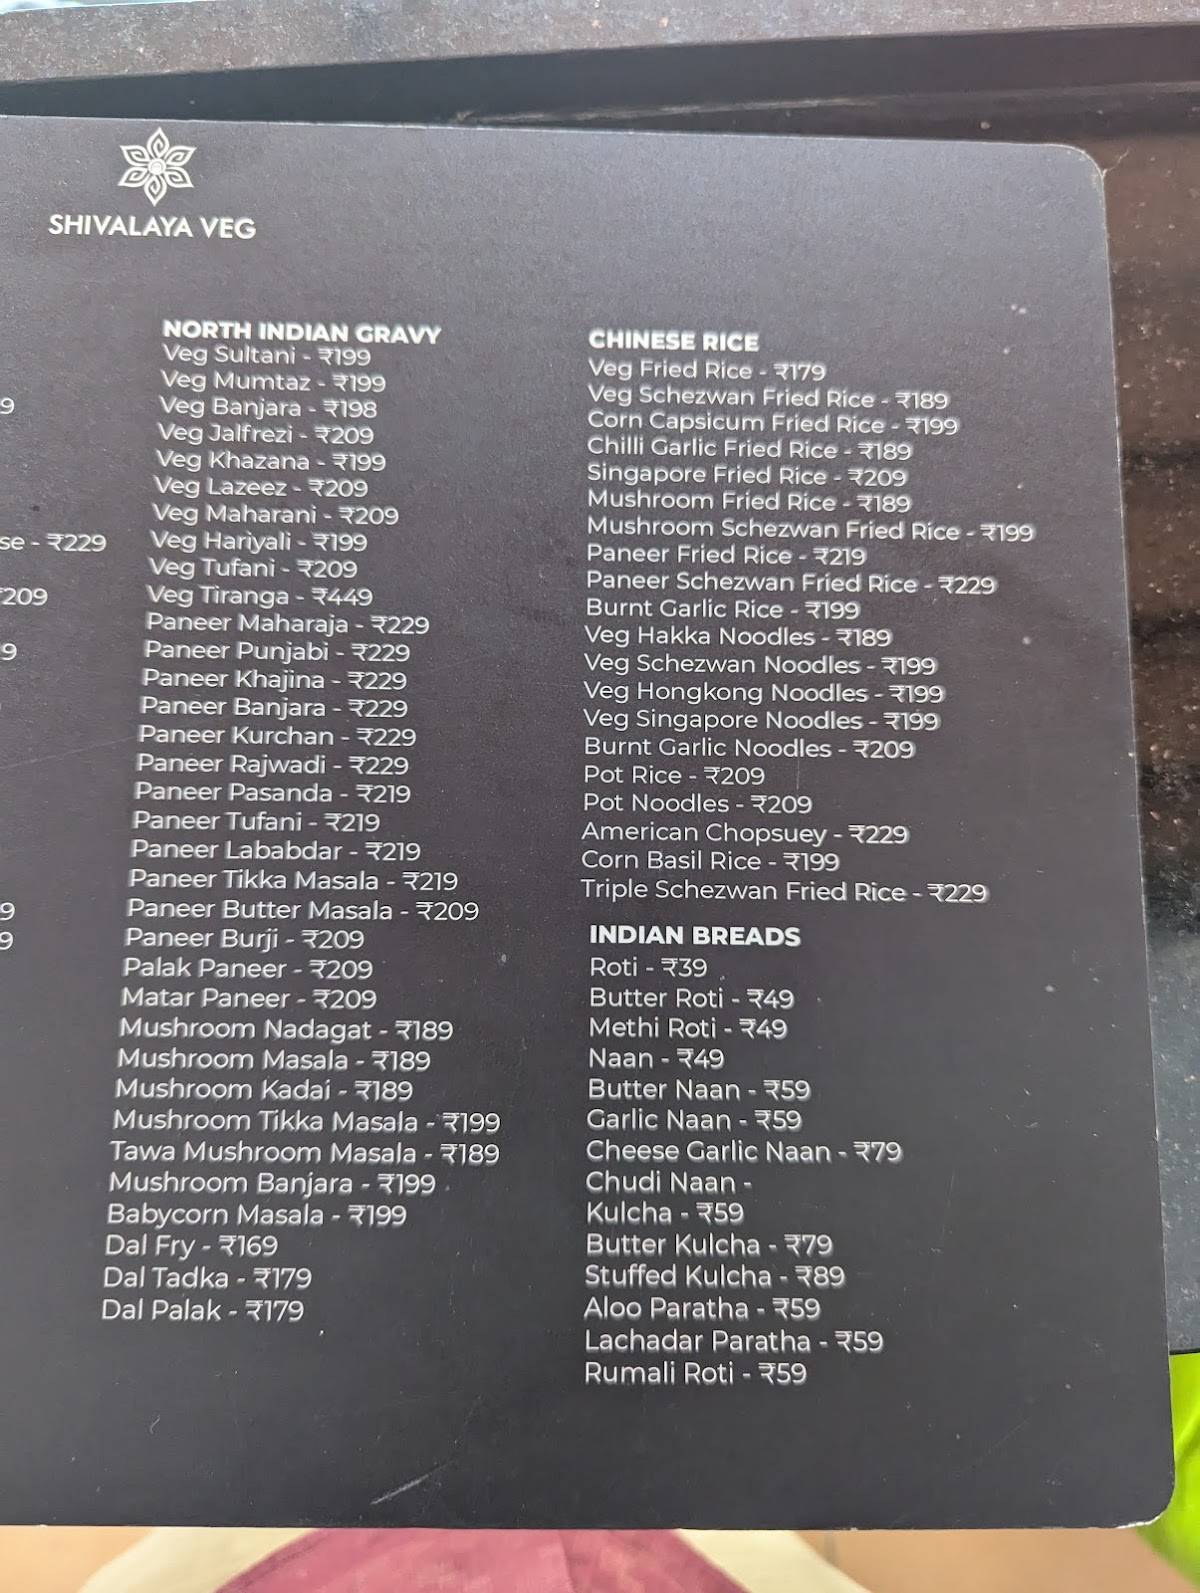 SHIVALAYA VEG
9
se - ₹229
₹209
9
9
9
NORTH INDIAN GRAVY
Veg Sultani - ₹199
Veg Mumtaz - ₹199
Veg Banjara - ₹198
Veg Jalfrezi - ₹209
Veg Khazana - ₹199
Veg Lazeez - ₹209
Veg Maharani - ₹209
Veg Hariyali - ₹199
Veg Tufani - ₹209
Veg Tiranga - ₹449
Paneer Maharaja - ₹229
Paneer Punjabi - ₹229
Paneer Khajina - ₹229
Paneer Banjara - ₹229
Paneer Kurchan - ₹229
Paneer Rajwadi - ₹229
Paneer Pasanda - ₹219
Paneer Tufani - ₹219
Paneer Lababdar - ₹219
Paneer Tikka Masala - ₹219
Paneer Butter Masala - ₹209
Paneer Burji - ₹209
Palak Paneer - ₹209
Matar Paneer - ₹209
Mushroom Nadagat - ₹189
Mushroom Masala - ₹189
Mushroom Kadai - ₹189
Mushroom Tikka Masala - ₹199
Tawa Mushroom Masala - ₹189
Mushroom Banjara - ₹199
Babycorn Masala - ₹199
Dal Fry - ₹169
Dal Tadka - ₹179
Dal Palak - ₹179
CHINESE RICE
Veg Fried Rice - ₹179
Veg Schezwan Fried Rice - ₹189
Corn Capsicum Fried Rice - ₹199
Chilli Garlic Fried Rice - ₹189
Singapore Fried Rice - ₹209
Mushroom Fried Rice - ₹189
Mushroom Schezwan Fried Rice - ₹199
Paneer Fried Rice - ₹219
Paneer Schezwan Fried Rice - ₹229
Burnt Garlic Rice - ₹199
Veg Hakka Noodles - ₹189
Veg Schezwan Noodles - ₹199
Veg Hongkong Noodles - ₹199
Veg Singapore Noodles - ₹199
Burnt Garlic Noodles - ₹209
Pot Rice - ₹209
Pot Noodles - ₹209
American Chopsuey - ₹229
Corn Basil Rice - ₹199
Triple Schezwan Fried Rice - ₹229
INDIAN BREADS
Roti - ₹39
Butter Roti - ₹49
Methi Roti - ₹49
Naan - ₹49
Butter Naan - ₹59
Garlic Naan - ₹59
Cheese Garlic Naan - ₹79
Chudi Naan -
Kulcha - ₹59
Butter Kulcha - ₹79
Stuffed Kulcha - ₹89
Aloo Paratha - ₹59
Lachadar Paratha - ₹59
Rumali Roti - ₹59